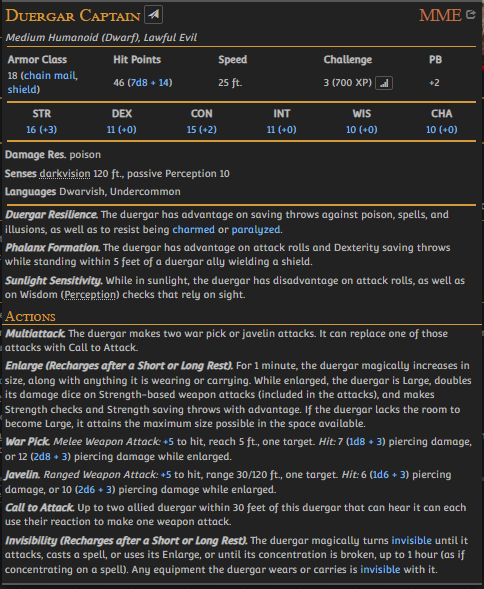 Duergar Captain
MME
Medium Humanoid (Dwarf), Lawful Evil
Armor Class Hit Points Speed Challenge PB
18 (chain mail, shield) 46 (7d8 + 14) 25 ft. 3 (700 XP) +2
STR DEX CON INT WIS CHA
16 (+3) 11 (+0) 15 (+2) 11 (+0) 10 (+0) 10 (+0)
Damage Res. poison
Senses darkvision 120 ft., passive Perception 10
Languages Dwarvish, Undercommon
Duergar Resilience. The duergar has advantage on saving throws against poison, spells, and
illusions, as well as to resist being charmed or paralyzed.
Phalanx Formation. The duergar has advantage on attack rolls and Dexterity saving throws
while standing within 5 feet of a duergar ally wielding a shield.
Sunlight Sensitivity. While in sunlight, the duergar has disadvantage on attack rolls, as well as
on Wisdom (Perception) checks that rely on sight.
Actions
Multiattack. The duergar makes two war pick or javelin attacks. It can replace one of those
attacks with Call to Attack.
Enlarge (Recharges after a Short or Long Rest). For 1 minute, the duergar magically increases in
size, along with anything it is wearing or carrying. While enlarged, the duergar is Large, doubles
its damage dice on Strength-based weapon attacks (included in the attacks), and makes
Strength checks and Strength saving throws with advantage. If the duergar lacks the room to
become Large, it attains the maximum size possible in the space available.
War Pick. Melee Weapon Attack: +5 to hit, reach 5 ft., one target. Hit: 7 (1d8 + 3) piercing damage,
or 12 (2d8 + 3) piercing damage while enlarged.
Javelin. Ranged Weapon Attack: +5 to hit, range 30/120 ft., one target. Hit: 6 (1d6 + 3) piercing
damage, or 10 (2d6 + 3) piercing damage while enlarged.
Call to Attack. Up to two allied duergar within 30 feet of this duergar that can hear it can each
use their reaction to make one weapon attack.
Invisibility (Recharges after a Short or Long Rest). The duergar magically turns invisible until it
attacks, casts a spell, or uses its Enlarge, or until its concentration is broken, up to 1 hour (as if
concentrating on a spell). Any equipment the duergar wears or carries is invisible with it.